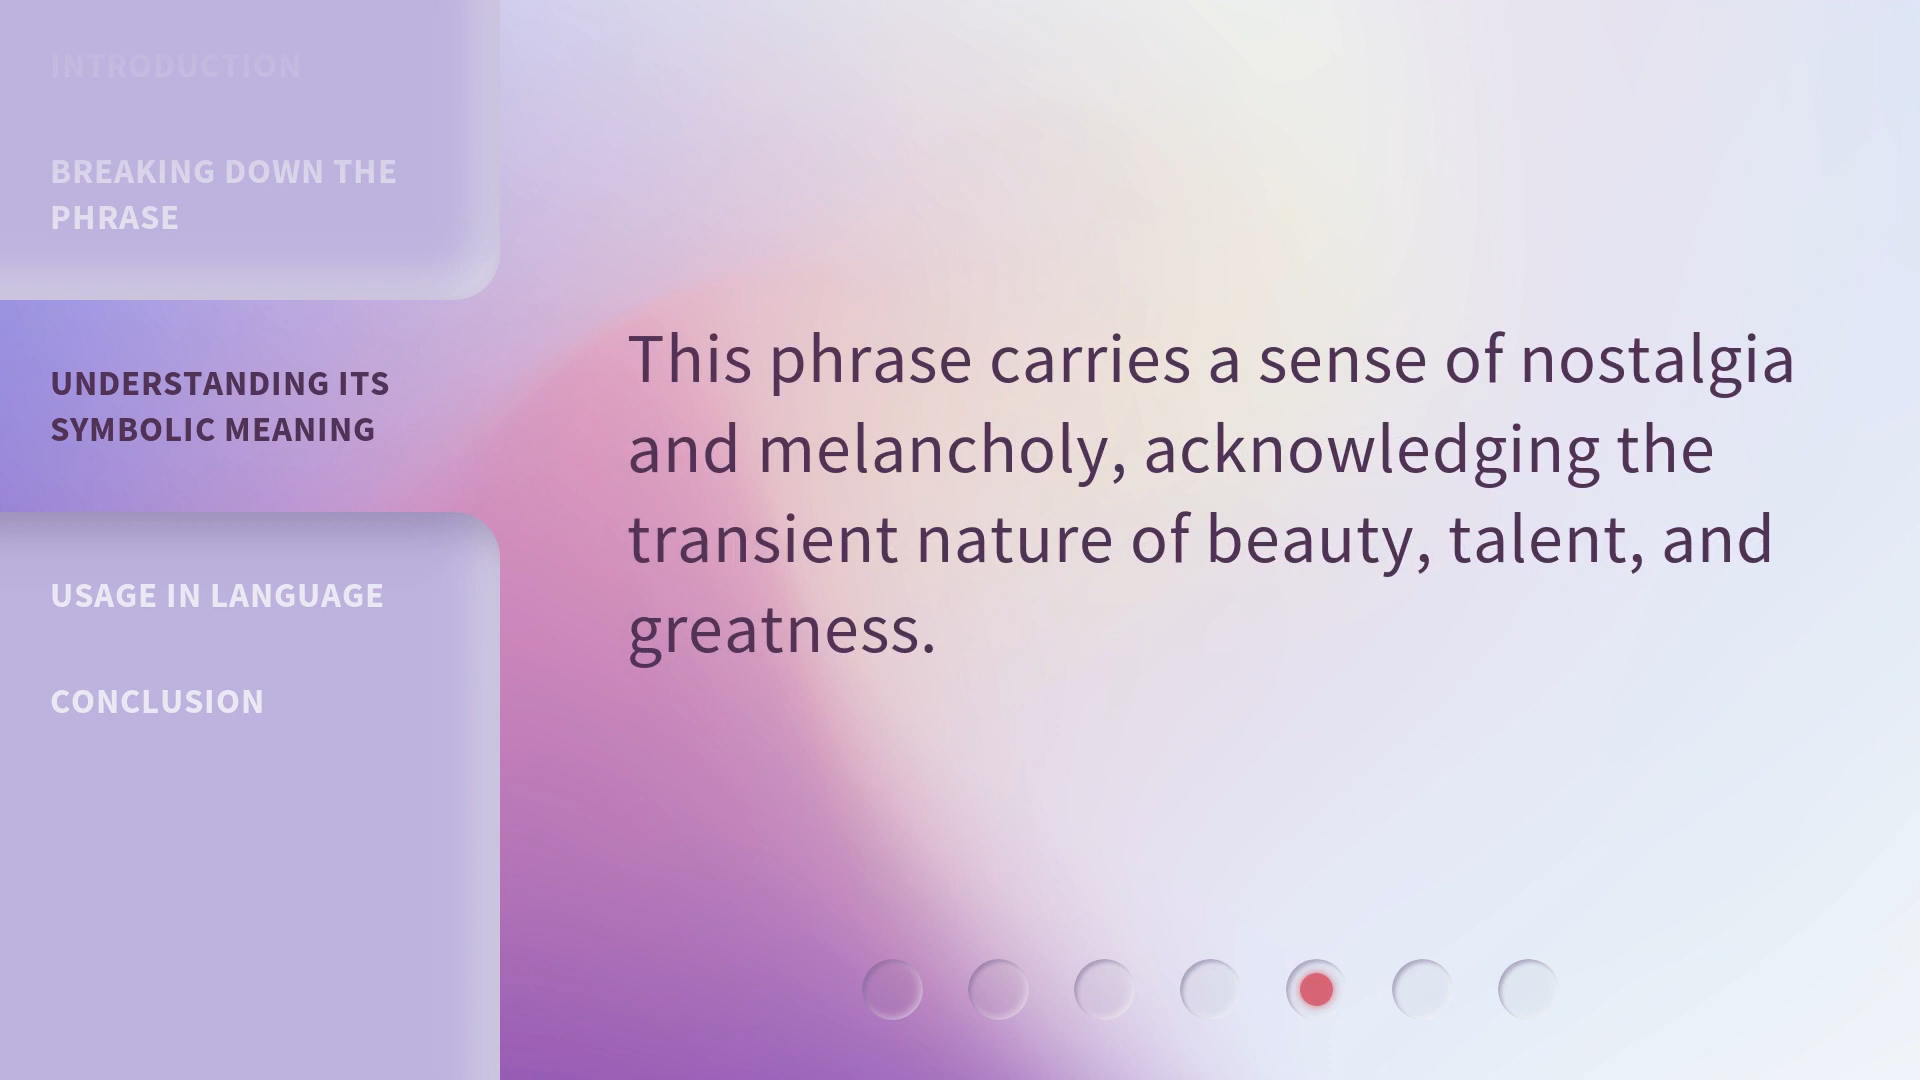 INTRODUCTION
BREAKING DOWN THE
PHRASE
UNDERSTANDING ITS
SYMBOLIC MEANING
USAGE IN LANGUAGE
CONCLUSION
This phrase carries a sense of nostalgia
and melancholy, acknowledging the
transient nature of beauty, talent, and
greatness.